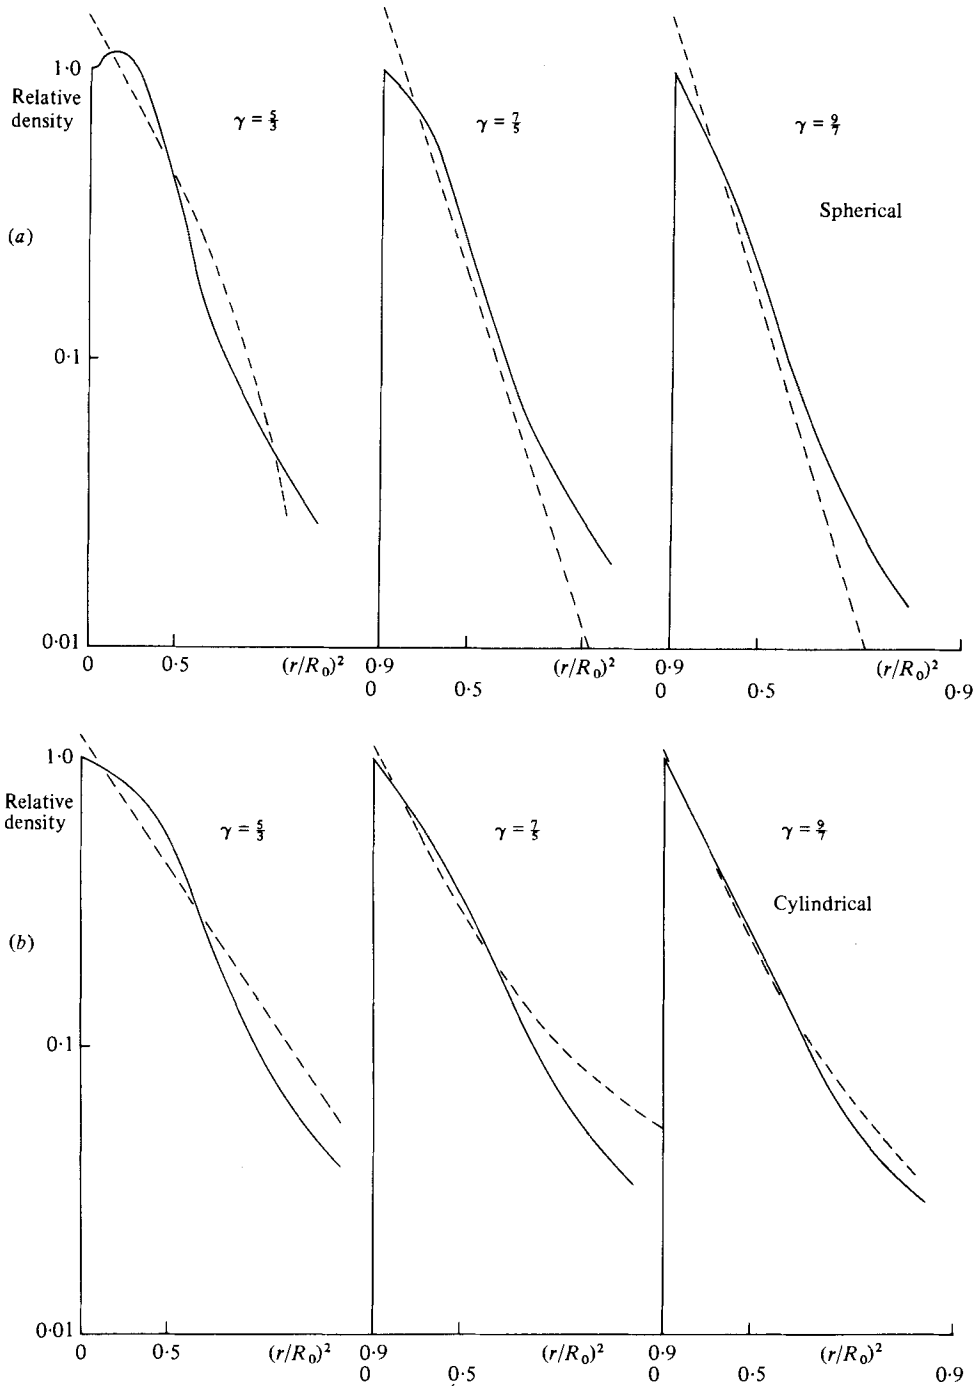 1·0
Relative
density
γ = 5/3
γ = 7/5
γ = 9/7
Spherical
(a)
0·1
0·01
0 0·5 (r/R₀)² 0·9 (r/R₀)² 0·9 (r/R₀)²
0 0·5 0 0·5 0·9
1·0
Relative
density
γ = 5/3
γ = 7/5
γ = 9/7
Cylindrical
(b)
0·1
0·01
0 0·5 (r/R₀)² 0·9 (r/R₀)² 0·9 (r/R₀)²
0 0·5 0 0·5 0·9